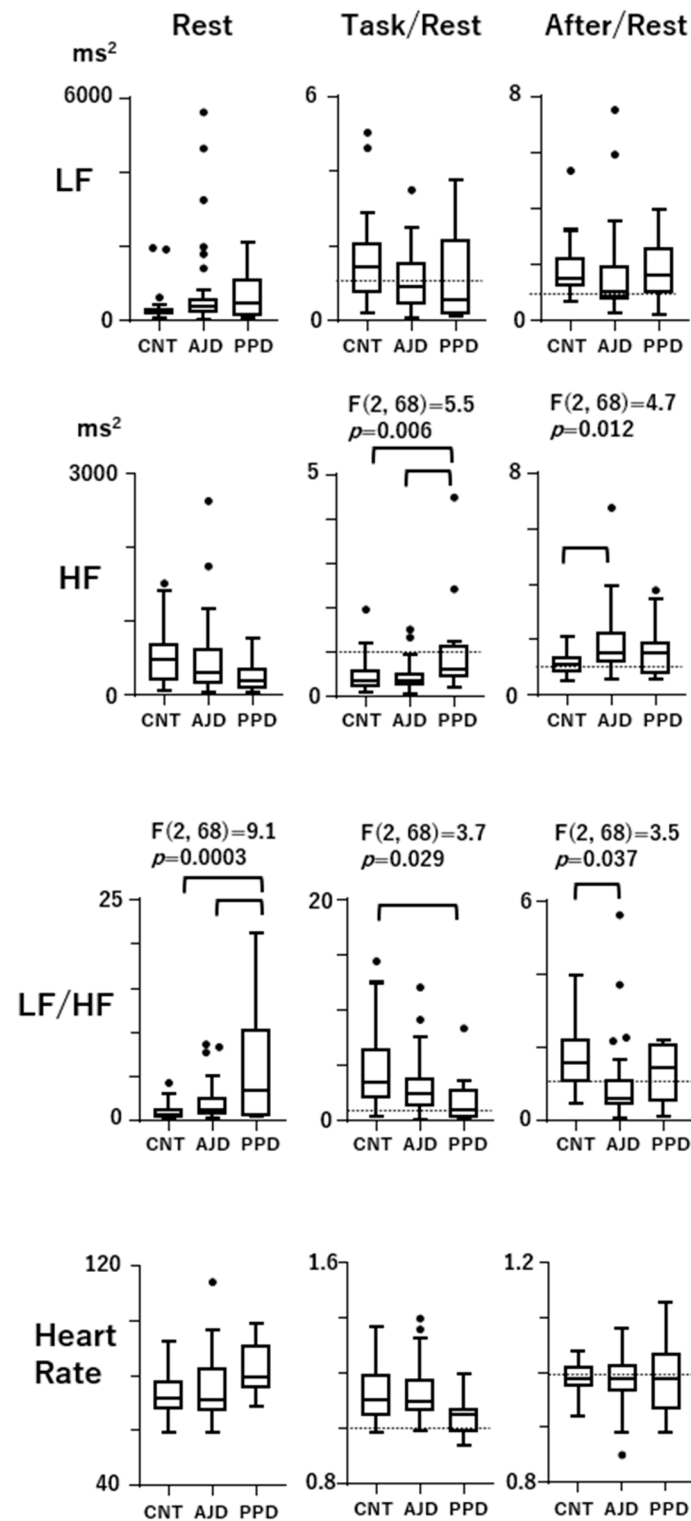 Rest Task/Rest After/Rest
ms²
6000 6 8
LF
0 0 0
CNT AJD PPD CNT AJD PPD CNT AJD PPD
F(2, 68)=5.5 F(2, 68)=4.7
ms² p=0.006 p=0.012
3000 5 8
HF
0 0 0
CNT AJD PPD CNT AJD PPD CNT AJD PPD
F(2, 68)=9.1 F(2, 68)=3.7 F(2, 68)=3.5
p=0.0003 p=0.029 p=0.037
25 20 6
LF/HF
0 0 0
CNT AJD PPD CNT AJD PPD CNT AJD PPD
120 1.6 1.2
Heart
Rate
40 0.8 0.8
CNT AJD PPD CNT AJD PPD CNT AJD PPD